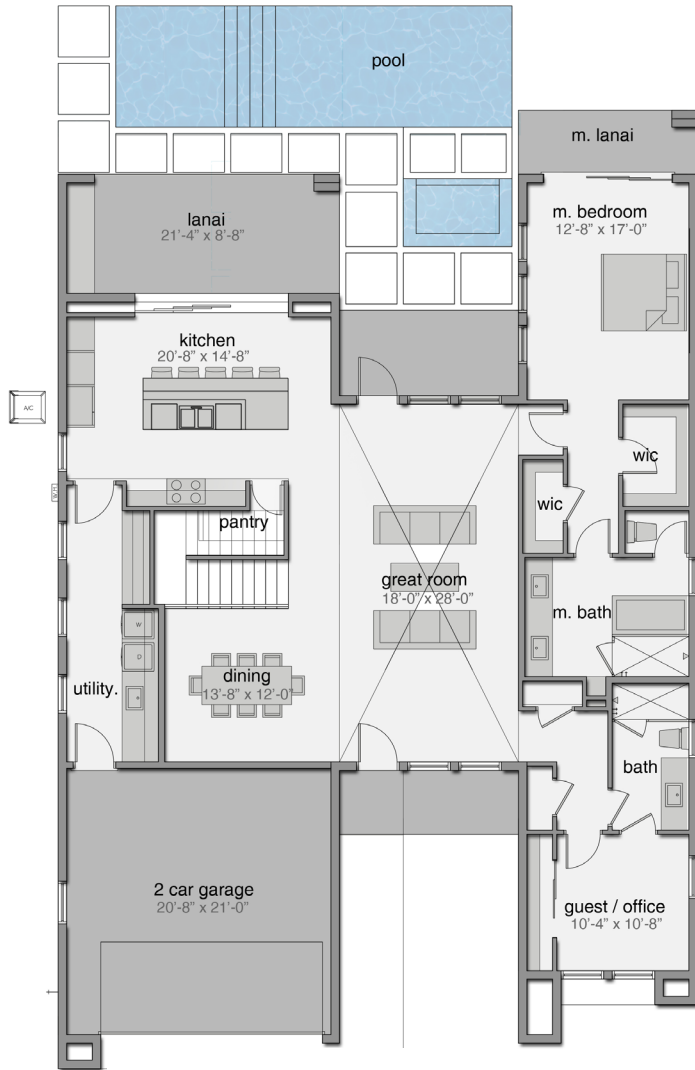 pool
m. lanai
lanai
21'-4" x 8'-8"
m. bedroom
12'-8" x 17'-0"
kitchen
20'-8" x 14'-8"
A/C
wic
wic
pantry
great room
18'-0" x 28'-0"
m. bath
W
D
dining
13'-8" x 12'-0"
utility.
bath
2 car garage
20'-8" x 21'-0"
guest / office
10'-4" x 10'-8"